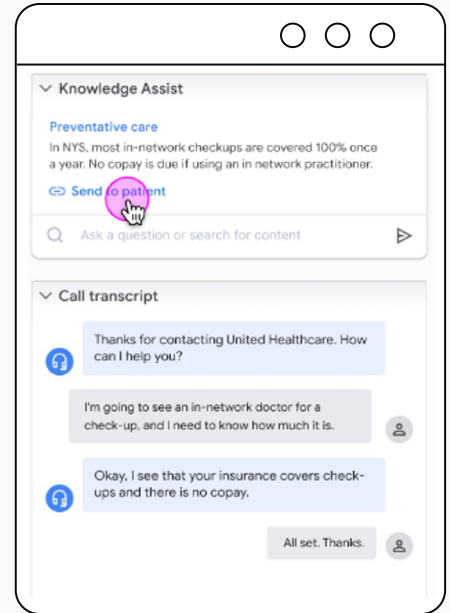 Knowledge Assist
Preventative care
In NYS, most in-network checkups are covered 100% once
a year. No copay is due if using an in network practitioner.
Send to patient
Ask a question or search for content
Call transcript
Thanks for contacting United Healthcare. How
can I help you?
I'm going to see an in-network doctor for a
check-up, and I need to know how much it is.
Okay, I see that your insurance covers check-
ups and there is no copay.
All set. Thanks.